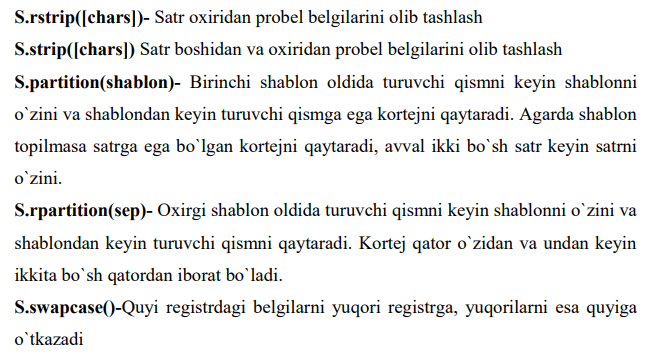 S.rstrip([chars])- Satr oxiridan probel belgilarini olib tashlash
S.strip([chars]) Satr boshidan va oxiridan probel belgilarini olib tashlash
S.partition(shablon)- Birinchi shablon oldida turuvchi qismni keyin shablonni
o`zini va shablondan keyin turuvchi qismga ega kortejni qaytaradi. Agarda shablon
topilmasa satrga ega bo`lgan kortejni qaytaradi, avval ikki bo`sh satr keyin satrni
o`zini.
S.rpartition(sep)- Oxirgi shablon oldida turuvchi qismni keyin shablonni o`zini va
shablondan keyin turuvchi qismni qaytaradi. Kortej qator o`zidan va undan keyin
ikkita bo`sh qatordan iborat bo`ladi.
S.swapcase()-Quyi registrdagi belgilarni yuqori registrga, yuqorilarni esa quyiga
o`tkazadi